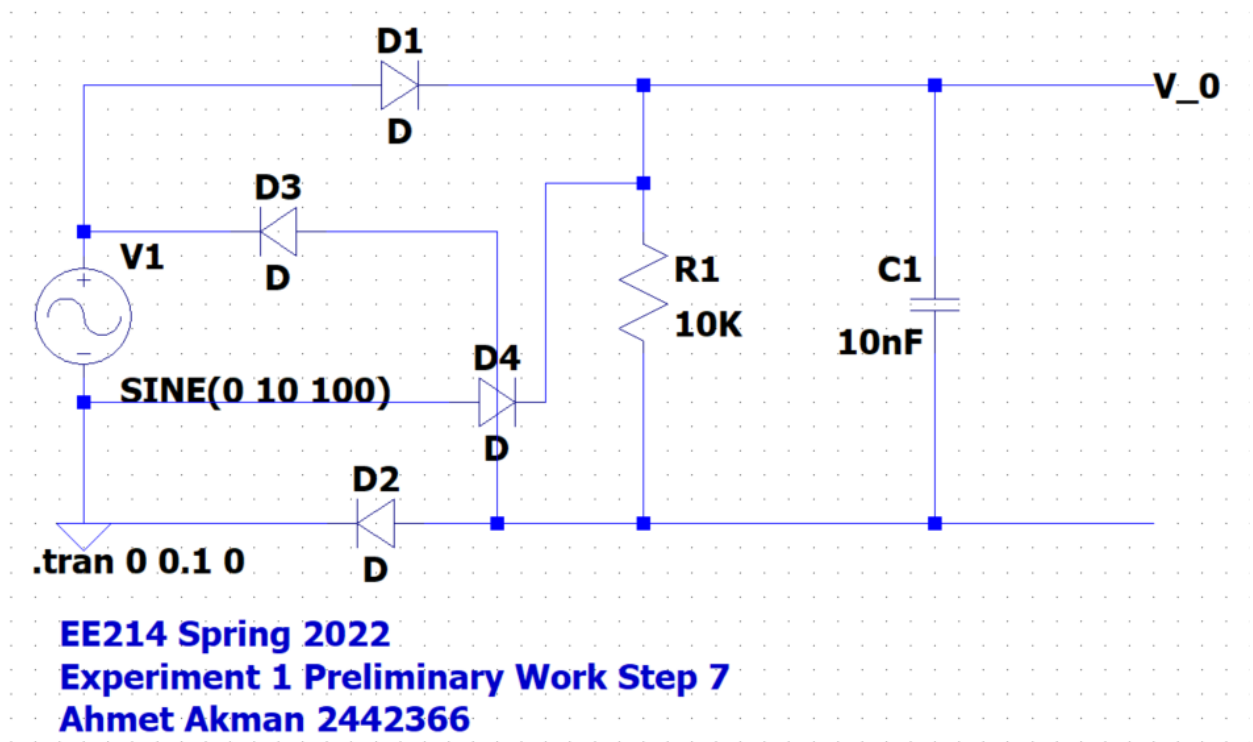 D1
V_0
D
D3
V1
D
R1
10K
C1
10nF
D4
SINE(0 10 100)
D
D2
.tran 0 0.1 0
D
EE214 Spring 2022
Experiment 1 Preliminary Work Step 7
Ahmet Akman 2442366